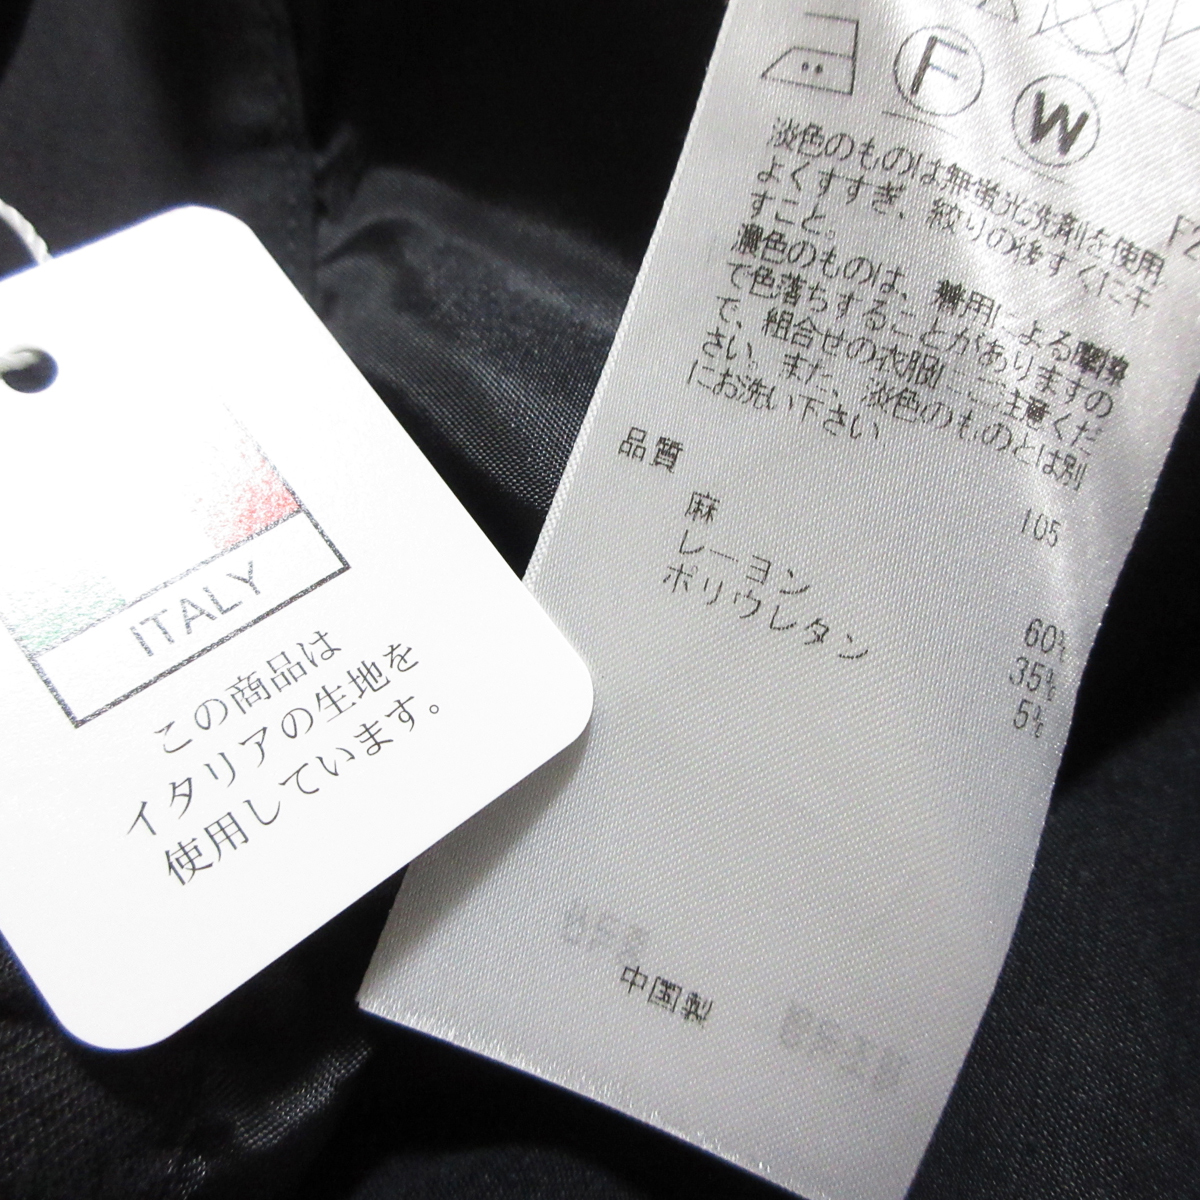 ITALY
この商品は
イタリアの生地を
使用しています。
F
W
淡色のものは無蛍光洗剤を使用
よくすすぎ、絞りの後すぐに干
すこと。
濃色のものは、着用による摩擦
で色落ちすることがありますの
で、組合せの衣服にご注意くだ
さい。また、淡色のものとは別
にお洗い下さい
品質
105
麻 60%
レーヨン 35%
ポリウレタン 5%
中国製